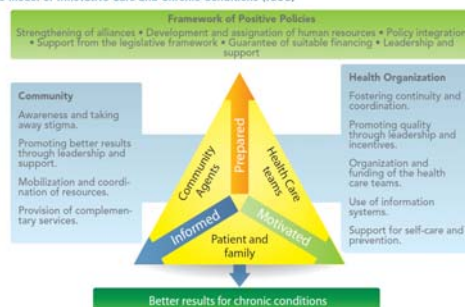 Framework of Positive Policies
Strengthening of alliances • Development and assignation of human resources • Policy integration
• Support from the legislative framework • Guarantee of suitable financing • Leadership and
support
Community
Awareness and taking
away stigma.
Promoting better results
through leadership and
support.
Mobilization and coordi-
nation of resources.
Provision of complemen-
tary services.
Health Organization
Fostering continuity and
coordination.
Promoting quality
through leadership and
incentives.
Organization and
funding of the health
care teams.
Use of information
systems.
Support for self-care and
prevention.
Community
Agents
Prepared
Health Care
teams
Informed
Motivated
Patient and
family
Better results for chronic conditions